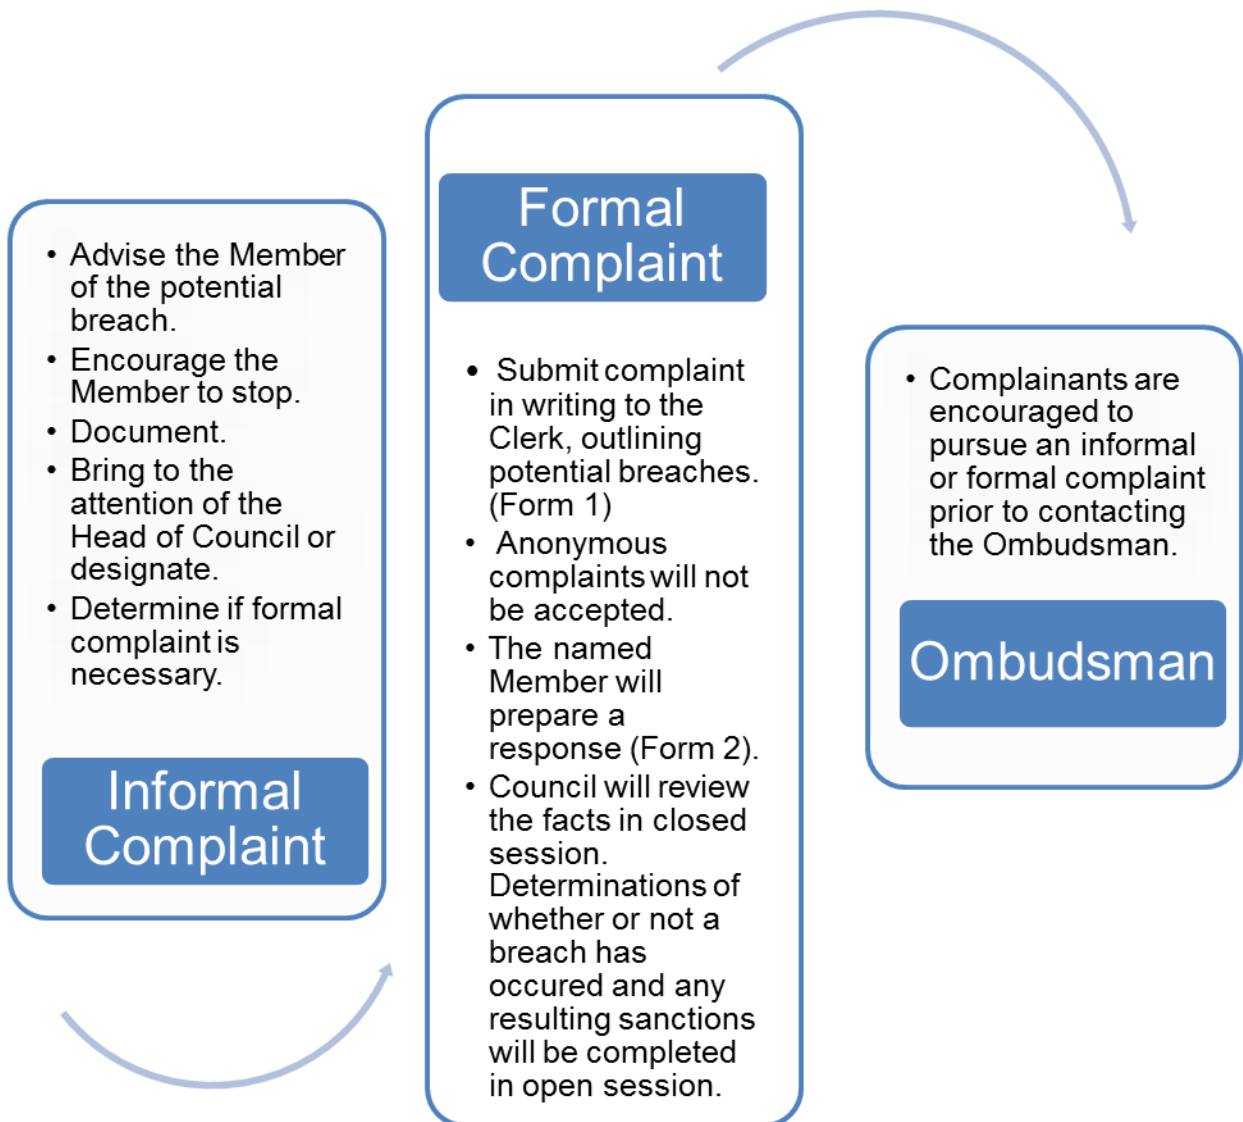 • Advise the Member
of the potential
breach.
• Encourage the
Member to stop.
• Document.
• Bring to the
attention of the
Head of Council or
designate.
• Determine if formal
complaint is
necessary.
Informal
Complaint
Formal
Complaint
• Submit complaint
in writing to the
Clerk, outlining
potential breaches.
(Form 1)
• Anonymous
complaints will not
be accepted.
• The named
Member will
prepare a
response (Form 2).
• Council will review
the facts in closed
session.
Determinations of
whether or not a
breach has
occured and any
resulting sanctions
will be completed
in open session.
• Complainants are
encouraged to
pursue an informal
or formal complaint
prior to contacting
the Ombudsman.
Ombudsman